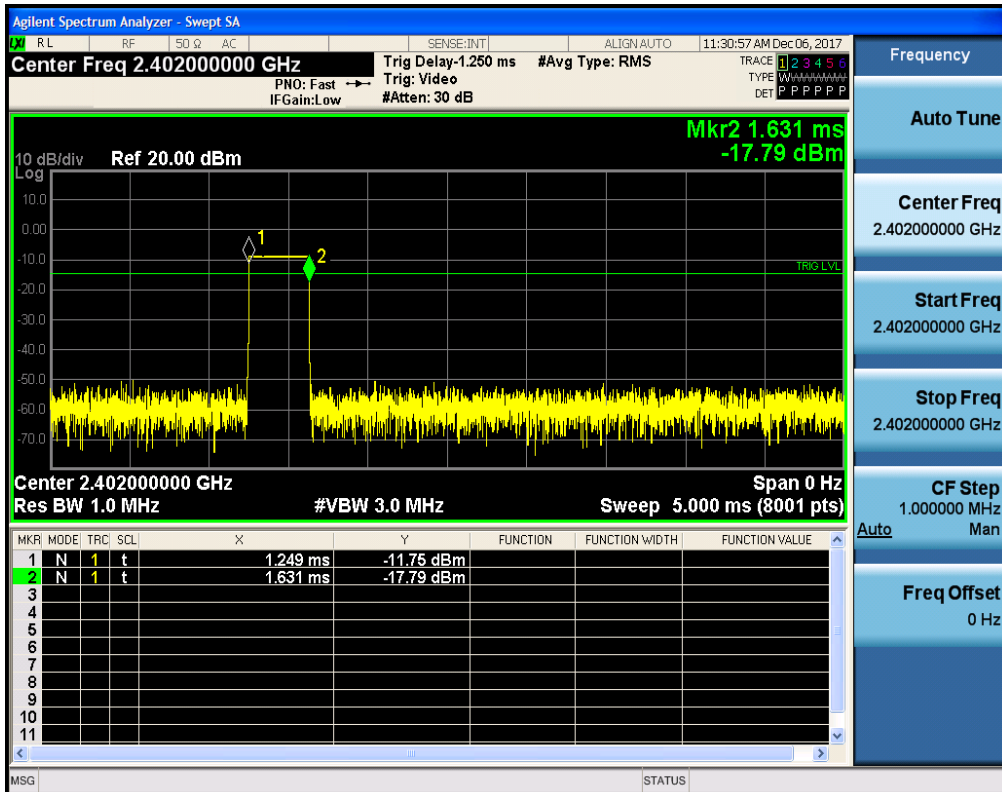 Agilent Spectrum Analyzer - Swept SA
LXI RL RF 50 Ω AC SENSE:INT ALIGN AUTO 11:30:57 AM Dec 06, 2017
Center Freq 2.402000000 GHz
PNO: Fast
IFGain:Low
Trig Delay-1.250 ms
Trig: Video
#Atten: 30 dB
#Avg Type: RMS
TRACE 1 2 3 4 5 6
TYPE
DET P P P P P P
Mkr2 1.631 ms
-17.79 dBm
10 dB/div Ref 20.00 dBm
Log
10.0
0.00
-10.0
-20.0
-30.0
-40.0
-50.0
-60.0
-70.0
1
2
TRIG LVL
Center 2.402000000 GHz Span 0 Hz
Res BW 1.0 MHz #VBW 3.0 MHz Sweep 5.000 ms (8001 pts)
MKR MODE TRC SCL X Y FUNCTION FUNCTION WIDTH FUNCTION VALUE
1 N 1 t 1.249 ms -11.75 dBm
2 N 1 t 1.631 ms -17.79 dBm
3
4
5
6
7
8
9
10
11
MSG STATUS
Frequency
Auto Tune
Center Freq
2.402000000 GHz
Start Freq
2.402000000 GHz
Stop Freq
2.402000000 GHz
CF Step
1.000000 MHz
Auto Man
Freq Offset
0 Hz